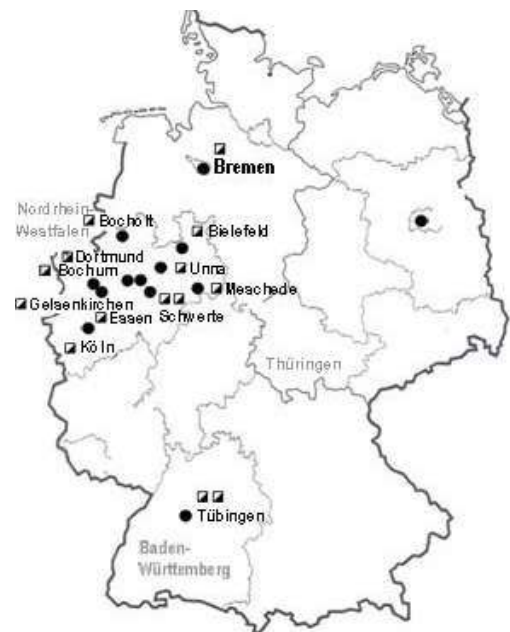 Bremen
Nordrhein
Westfalen
Bocholt
Bielefeld
Dortmund
Unna
Bochum
Meschede
Gelsenkirchen
Essen
Schwerte
Köln
Thüringen
Tübingen
Baden-
Württemberg